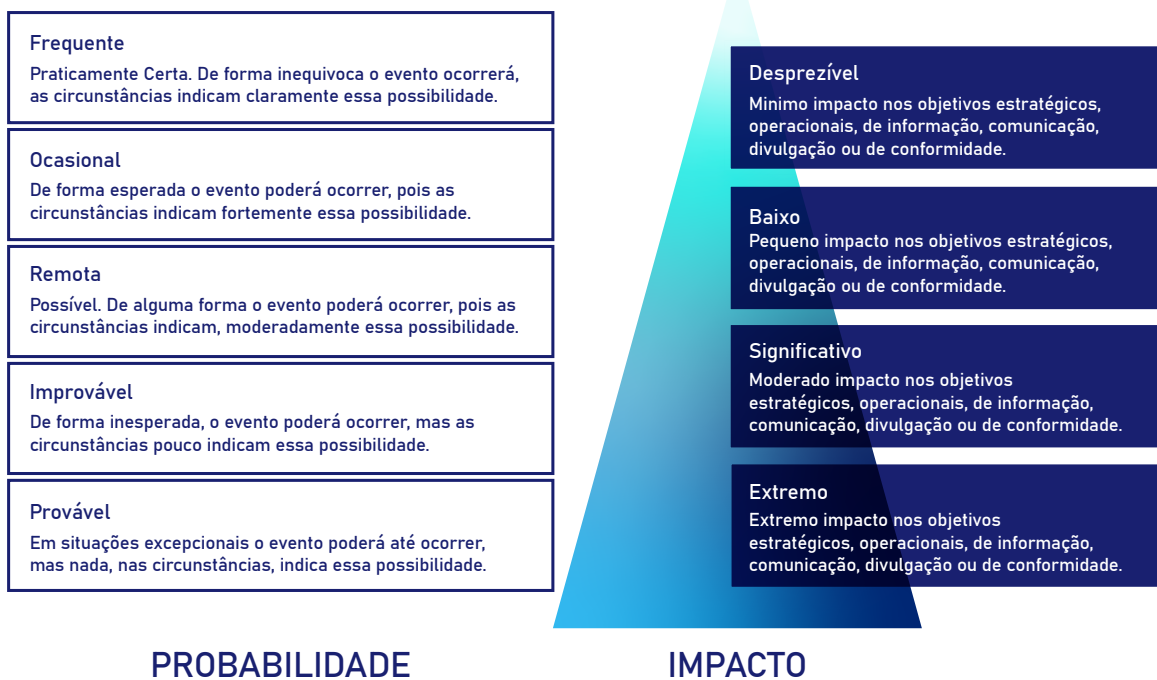 Frequente
Praticamente Certa. De forma inequivoca o evento ocorrerá,
as circunstâncias indicam claramente essa possibilidade.
Ocasional
De forma esperada o evento poderá ocorrer, pois as
circunstâncias indicam fortemente essa possibilidade.
Remota
Possível. De alguma forma o evento poderá ocorrer, pois as
circunstâncias indicam, moderadamente essa possibilidade.
Improvável
De forma inesperada, o evento poderá ocorrer, mas as
circunstâncias pouco indicam essa possibilidade.
Provável
Em situações excepcionais o evento poderá até ocorrer,
mas nada, nas circunstâncias, indica essa possibilidade.
PROBABILIDADE
Desprezível
Minimo impacto nos objetivos estratégicos,
operacionais, de informação, comunicação,
divulgação ou de conformidade.
Baixo
Pequeno impacto nos objetivos estratégicos,
operacionais, de informação, comunicação,
divulgação ou de conformidade.
Significativo
Moderado impacto nos objetivos
estratégicos, operacionais, de informação,
comunicação, divulgação ou de conformidade.
Extremo
Extremo impacto nos objetivos
estratégicos, operacionais, de informação,
comunicação, divulgação ou de conformidade.
IMPACTO